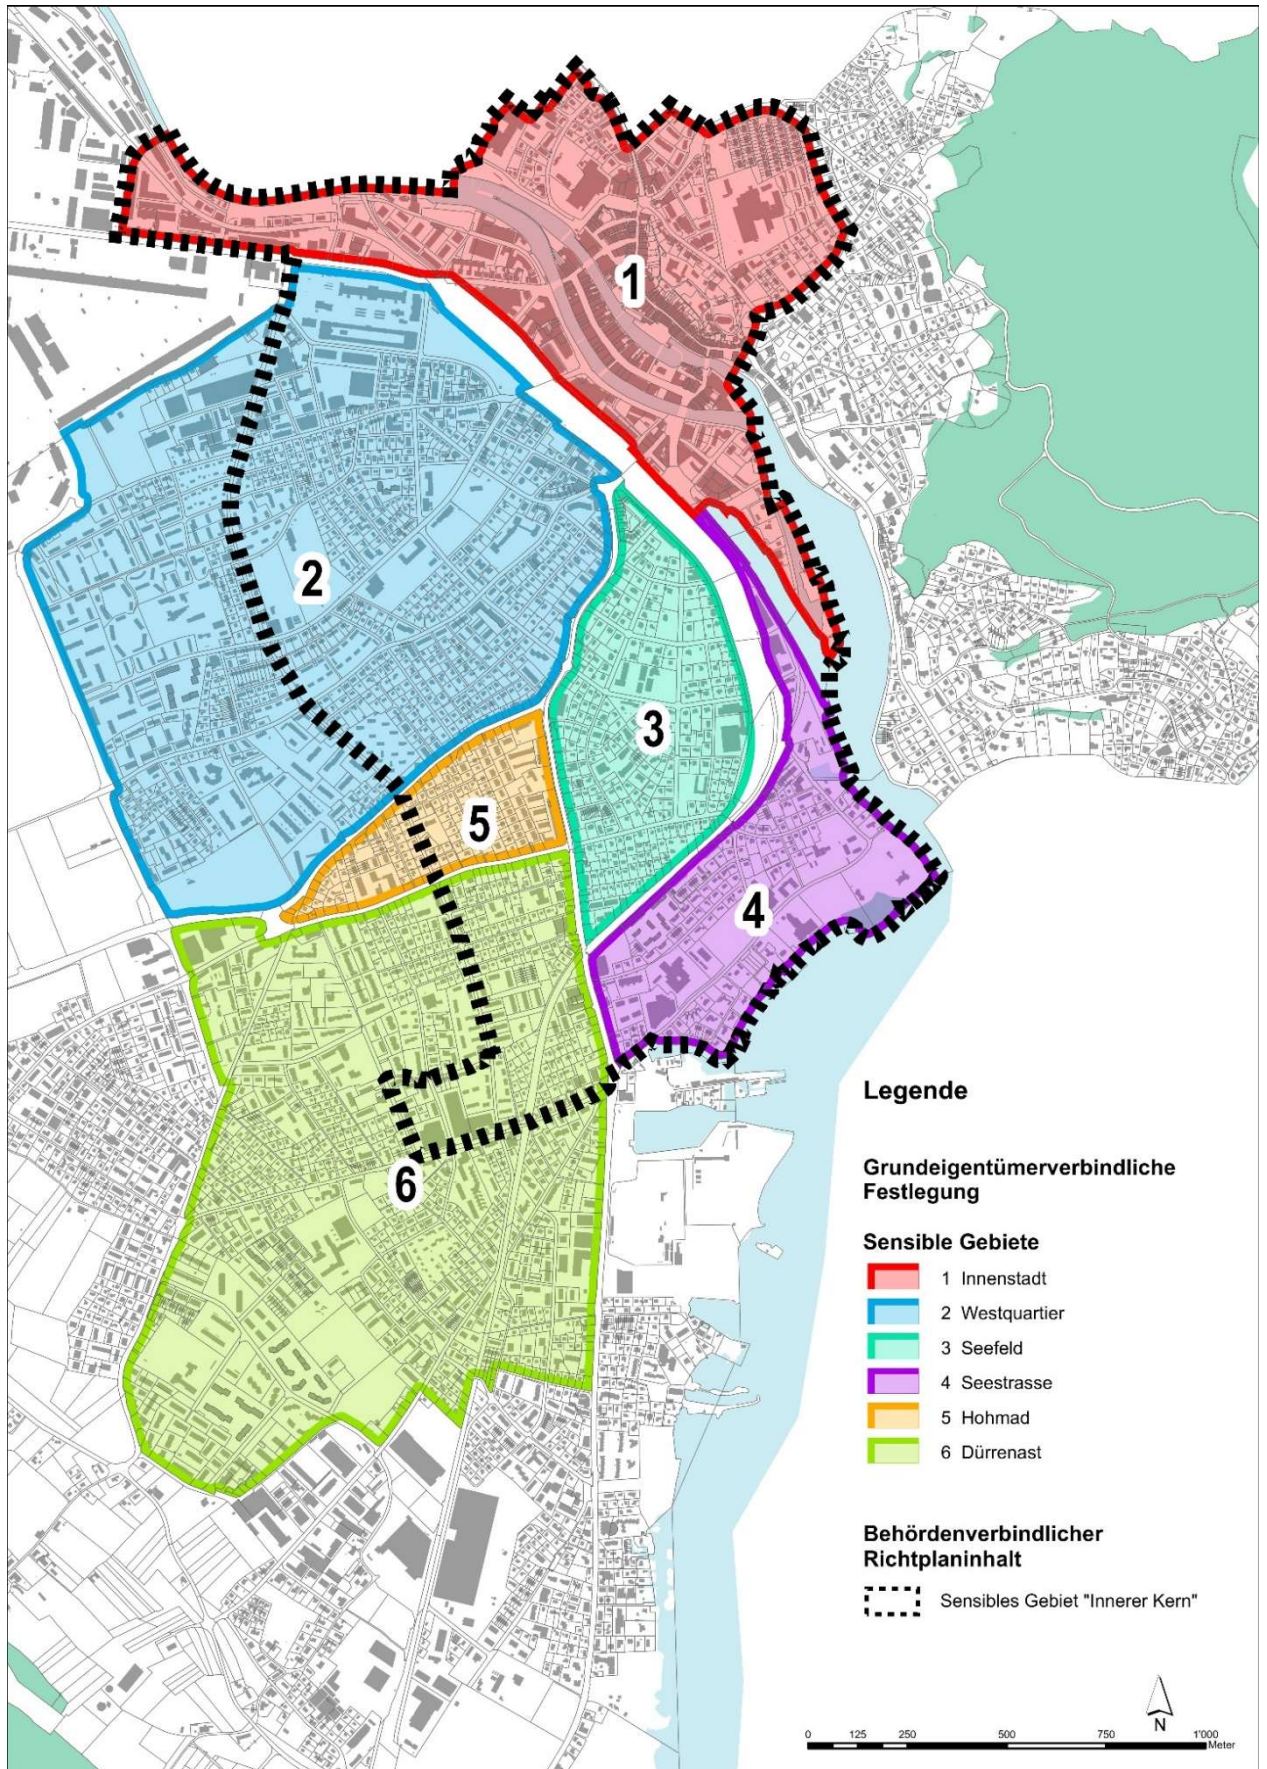 1
2
3
5
4
6
Legende
Grundeigentümerverbindliche
Festlegung
Sensible Gebiete
1 Innenstadt
2 Westquartier
3 Seefeld
4 Seestrasse
5 Hohmad
6 Dürrenast
Behördenverbindlicher
Richtplaninhalt
Sensibles Gebiet "Innerer Kern"
N
0 125 250 500 750 1'000
Meter